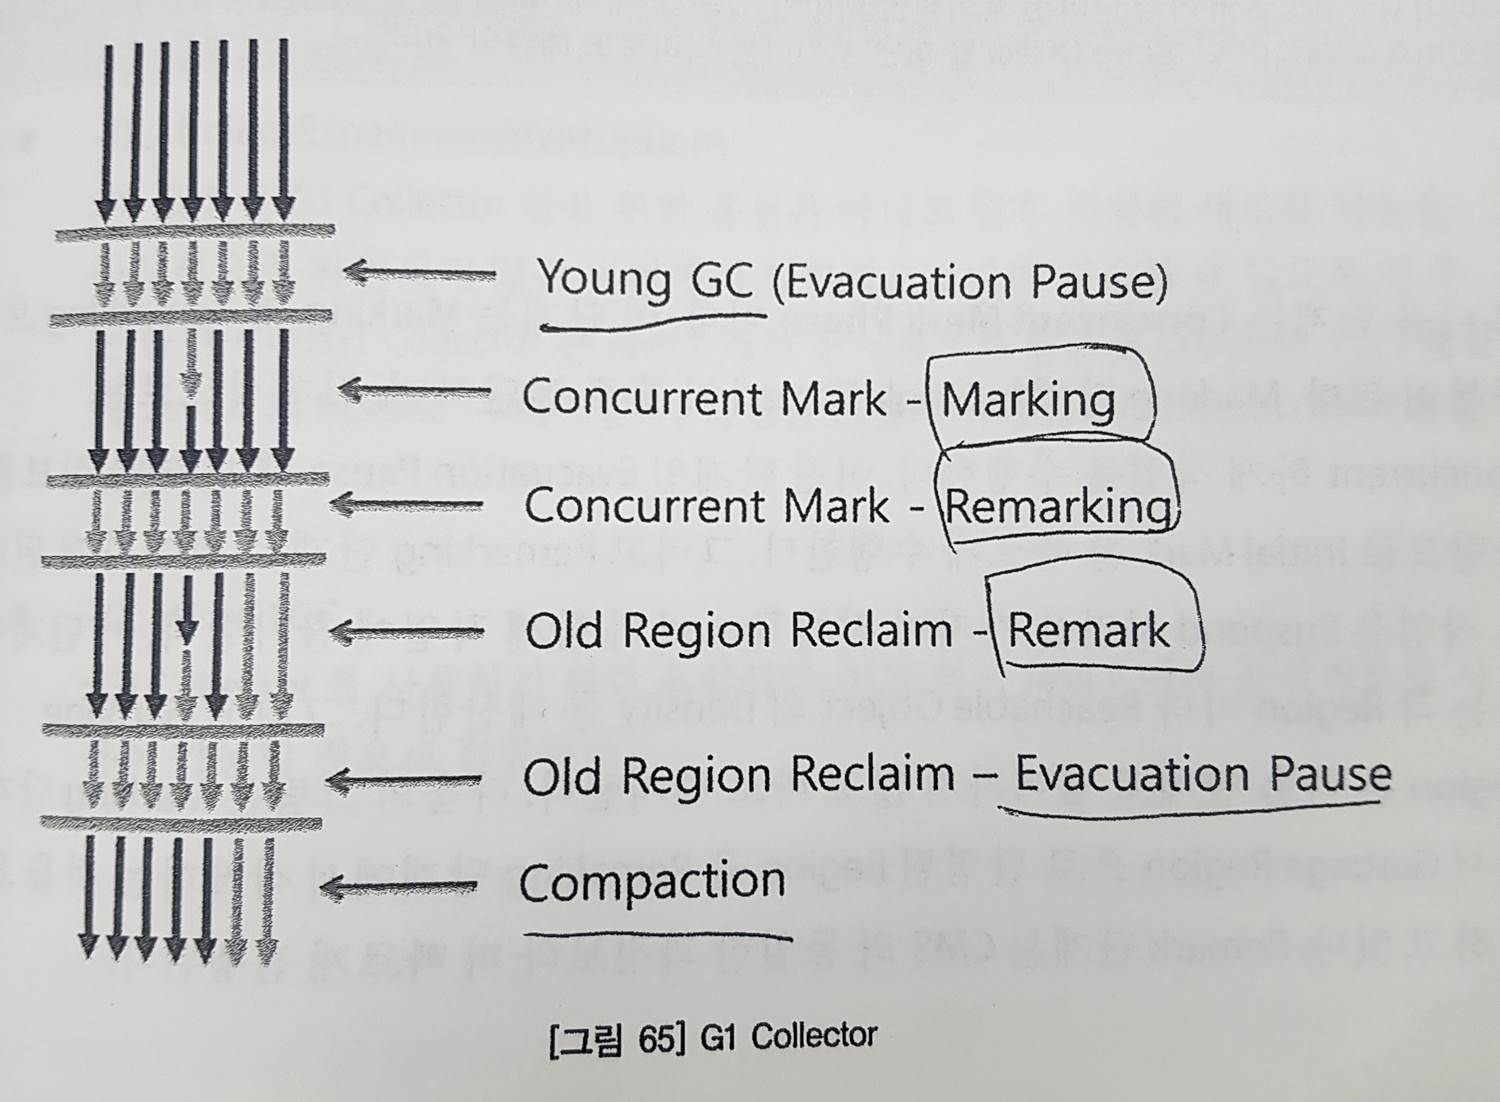 Young GC (Evacuation Pause)
Concurrent Mark - Marking
Concurrent Mark - Remarking
Old Region Reclaim - Remark
Old Region Reclaim – Evacuation Pause
Compaction
[그림 65] G1 Collector